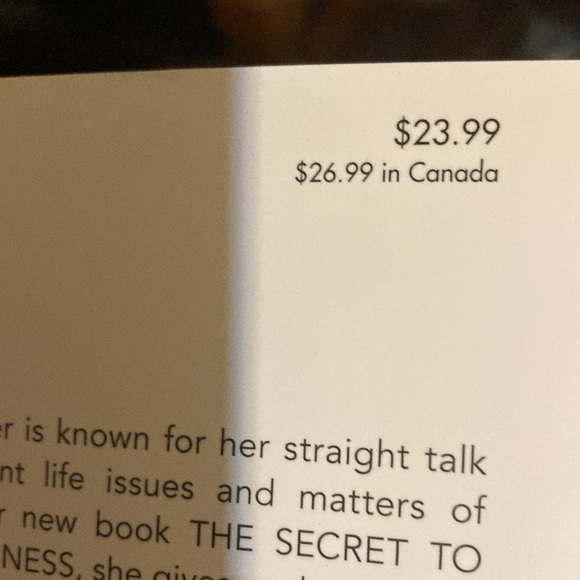 $23.99
$26.99 in Canada
is known for her straight talk
life issues and matters of
new book THE SECRET TO
she